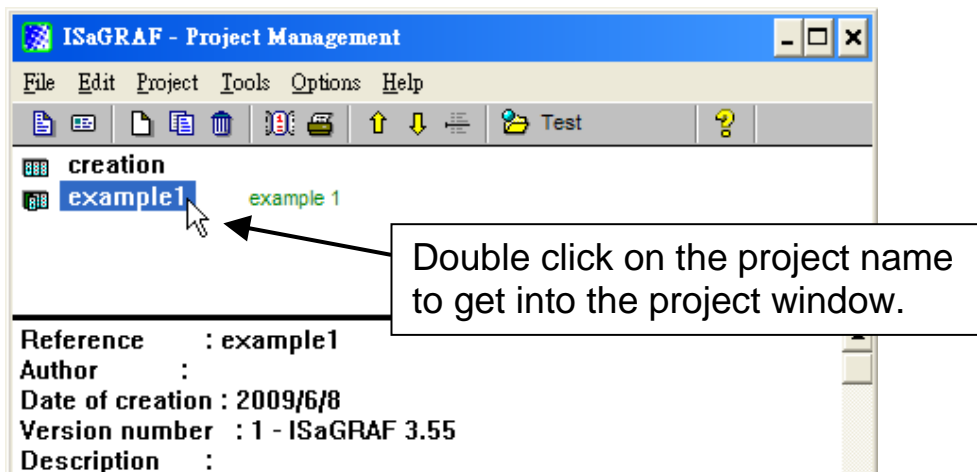 ISaGRAF - Project Management
File Edit Project Tools Options Help
Test
creation
example1 example 1
Double click on the project name
to get into the project window.
Reference : example1
Author :
Date of creation : 2009/6/8
Version number : 1 - ISaGRAF 3.55
Description :